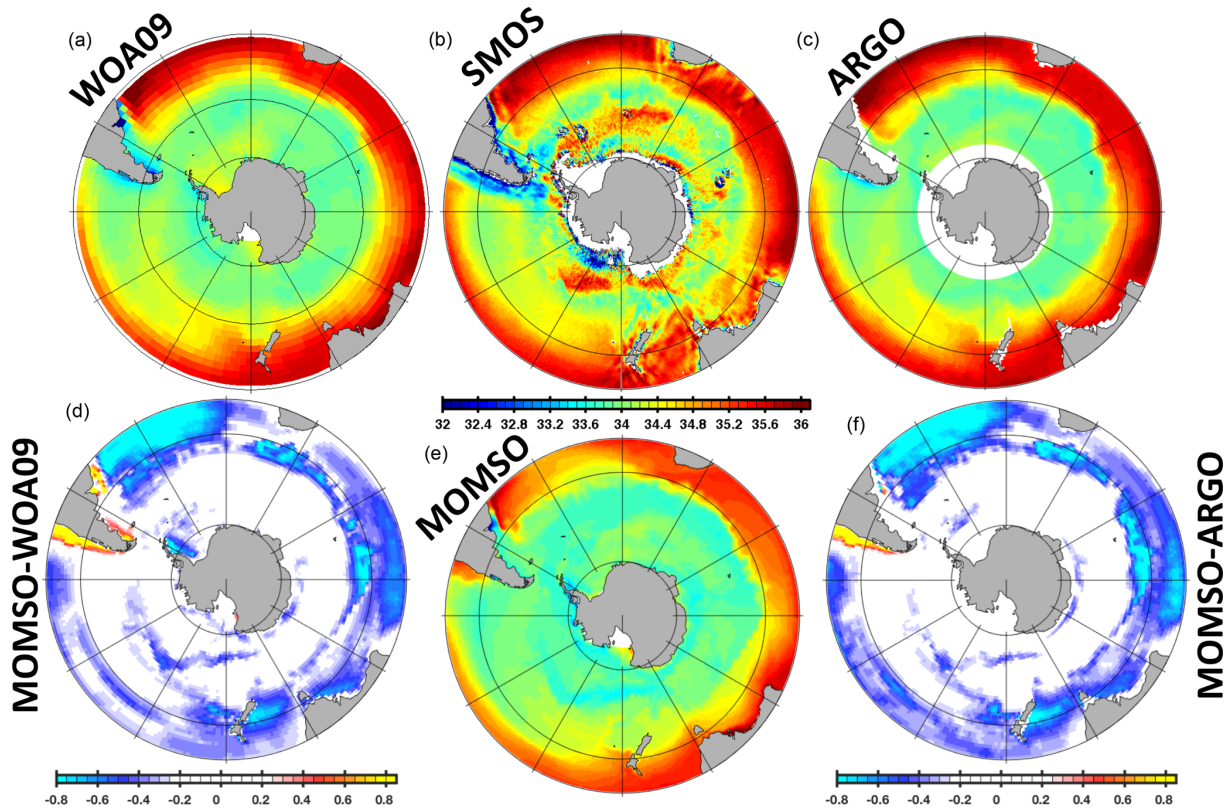 (a)
WOA09
(b)
SMOS
(c)
ARGO
32 32.4 32.8 33.2 33.6 34 34.4 34.8 35.2 35.6 36
(d)
MOMSO-WOA09
(e)
MOMSO
(f)
MOMSO-ARGO
-0.8 -0.6 -0.4 -0.2 0 0.2 0.4 0.6 0.8
-0.8 -0.6 -0.4 -0.2 0 0.2 0.4 0.6 0.8